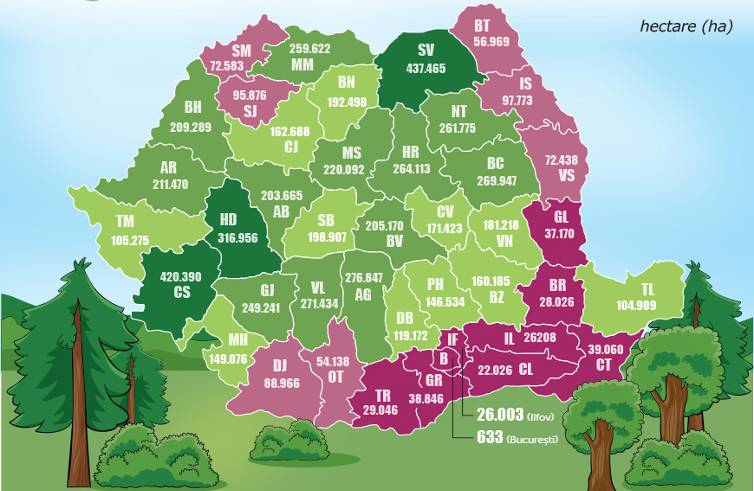 hectare (ha)
BT
56.969
SM
72.583
259.622
MM
SV
437.465
95.876
SJ
BN
192.498
IS
97.773
BH
209.289
162.688
CJ
NT
261.775
MS
220.092
HR
264.113
BC
269.947
72.438
VS
AR
211.470
203.665
AB
TM
105.275
HD
316.956
SB
198.907
205.170
BV
CV
171.423
181.218
VN
GL
37.170
420.390
CS
GJ
249.241
VL
271.434
276.847
AG
PH
146.534
160.185
BZ
BR
28.026
TL
104.909
DB
119.172
MH
149.076
DJ
88.966
54.138
OT
IF
B
IL 26208
22.026 CL
39.060
CT
TR
29.046
GR
38.846
26.003 (Ilfov)
633 (București)